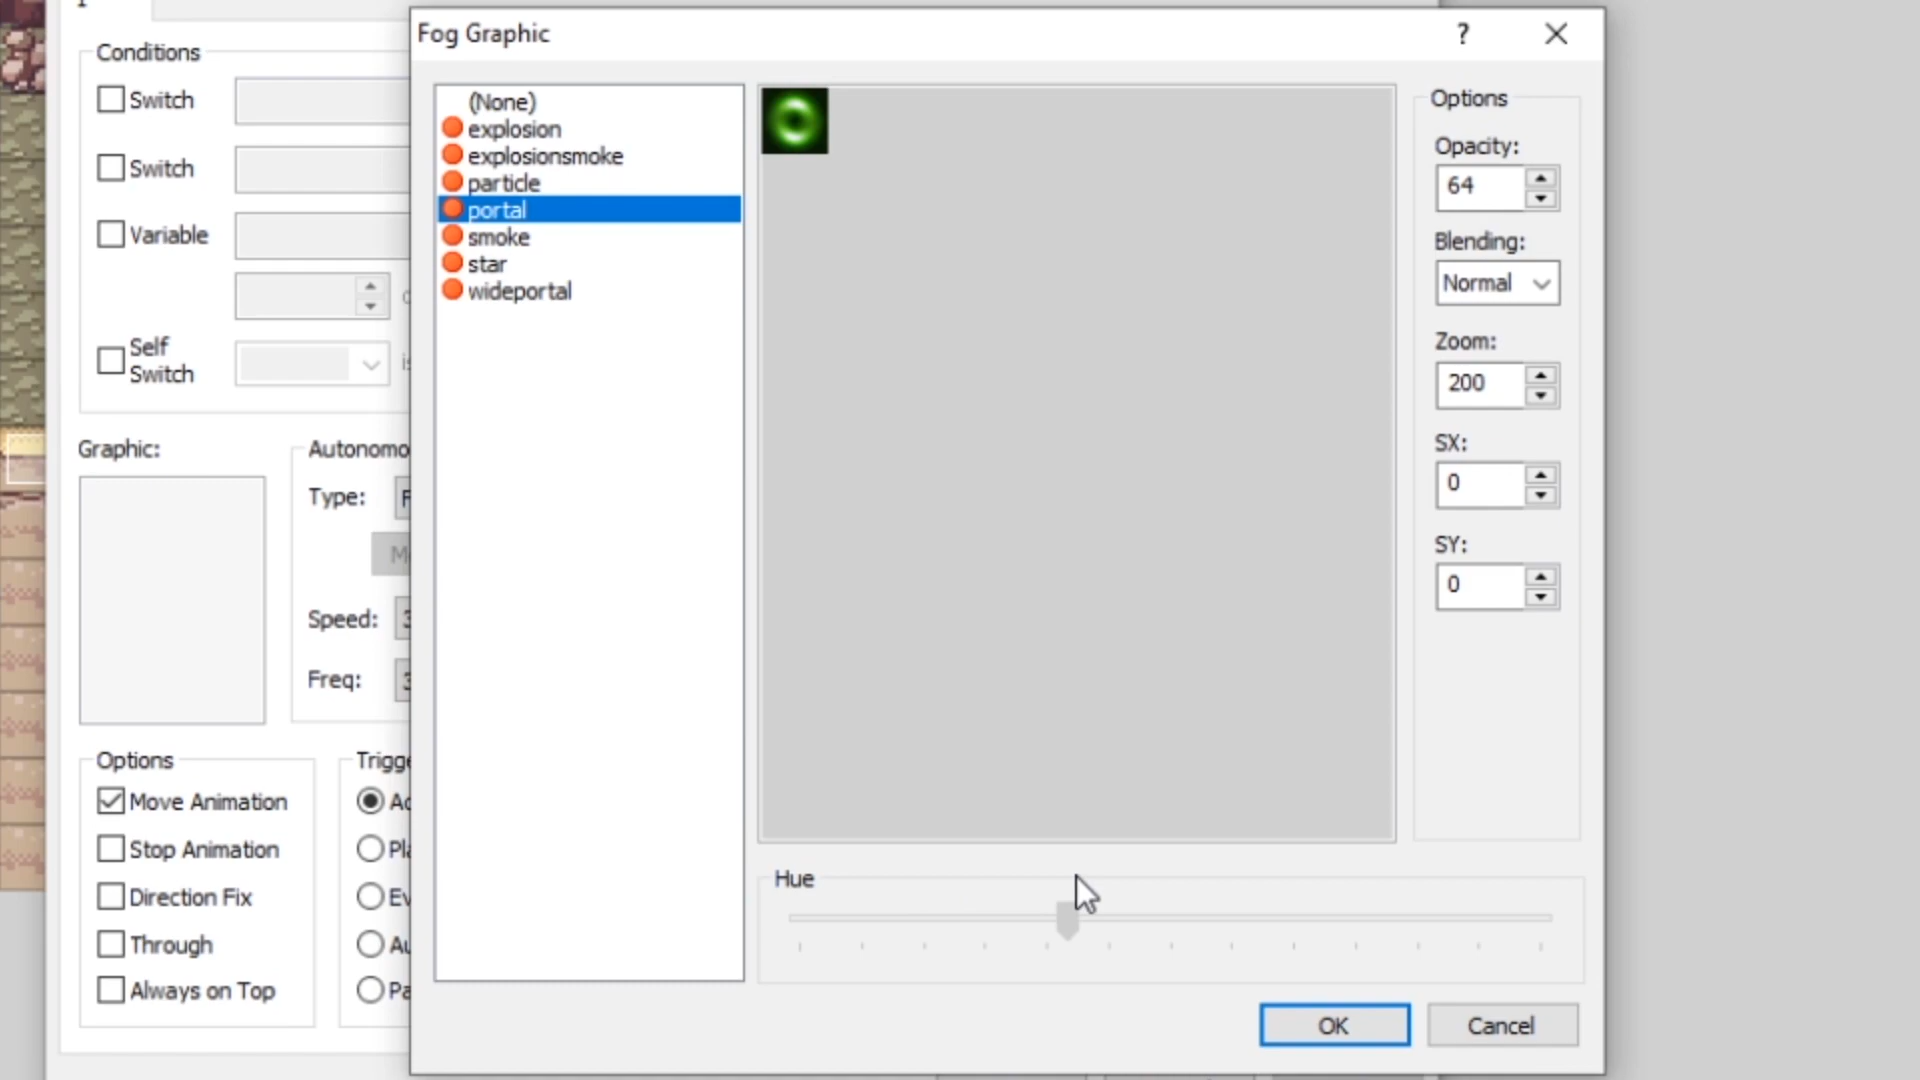 Fog Graphic
?
Conditions
Switch
Switch
Variable
Self
Switch
Graphic:
Type:
Speed:
Freq:
Options
Move Animation
Stop Animation
Direction Fix
Through
Always on Top
(None)
explosion
explosionsmoke
particle
portal
smoke
star
wideportal
Options
Opacity:
64
Blending:
Normal
Zoom:
200
SX:
0
SY:
0
Hue
OK
Cancel